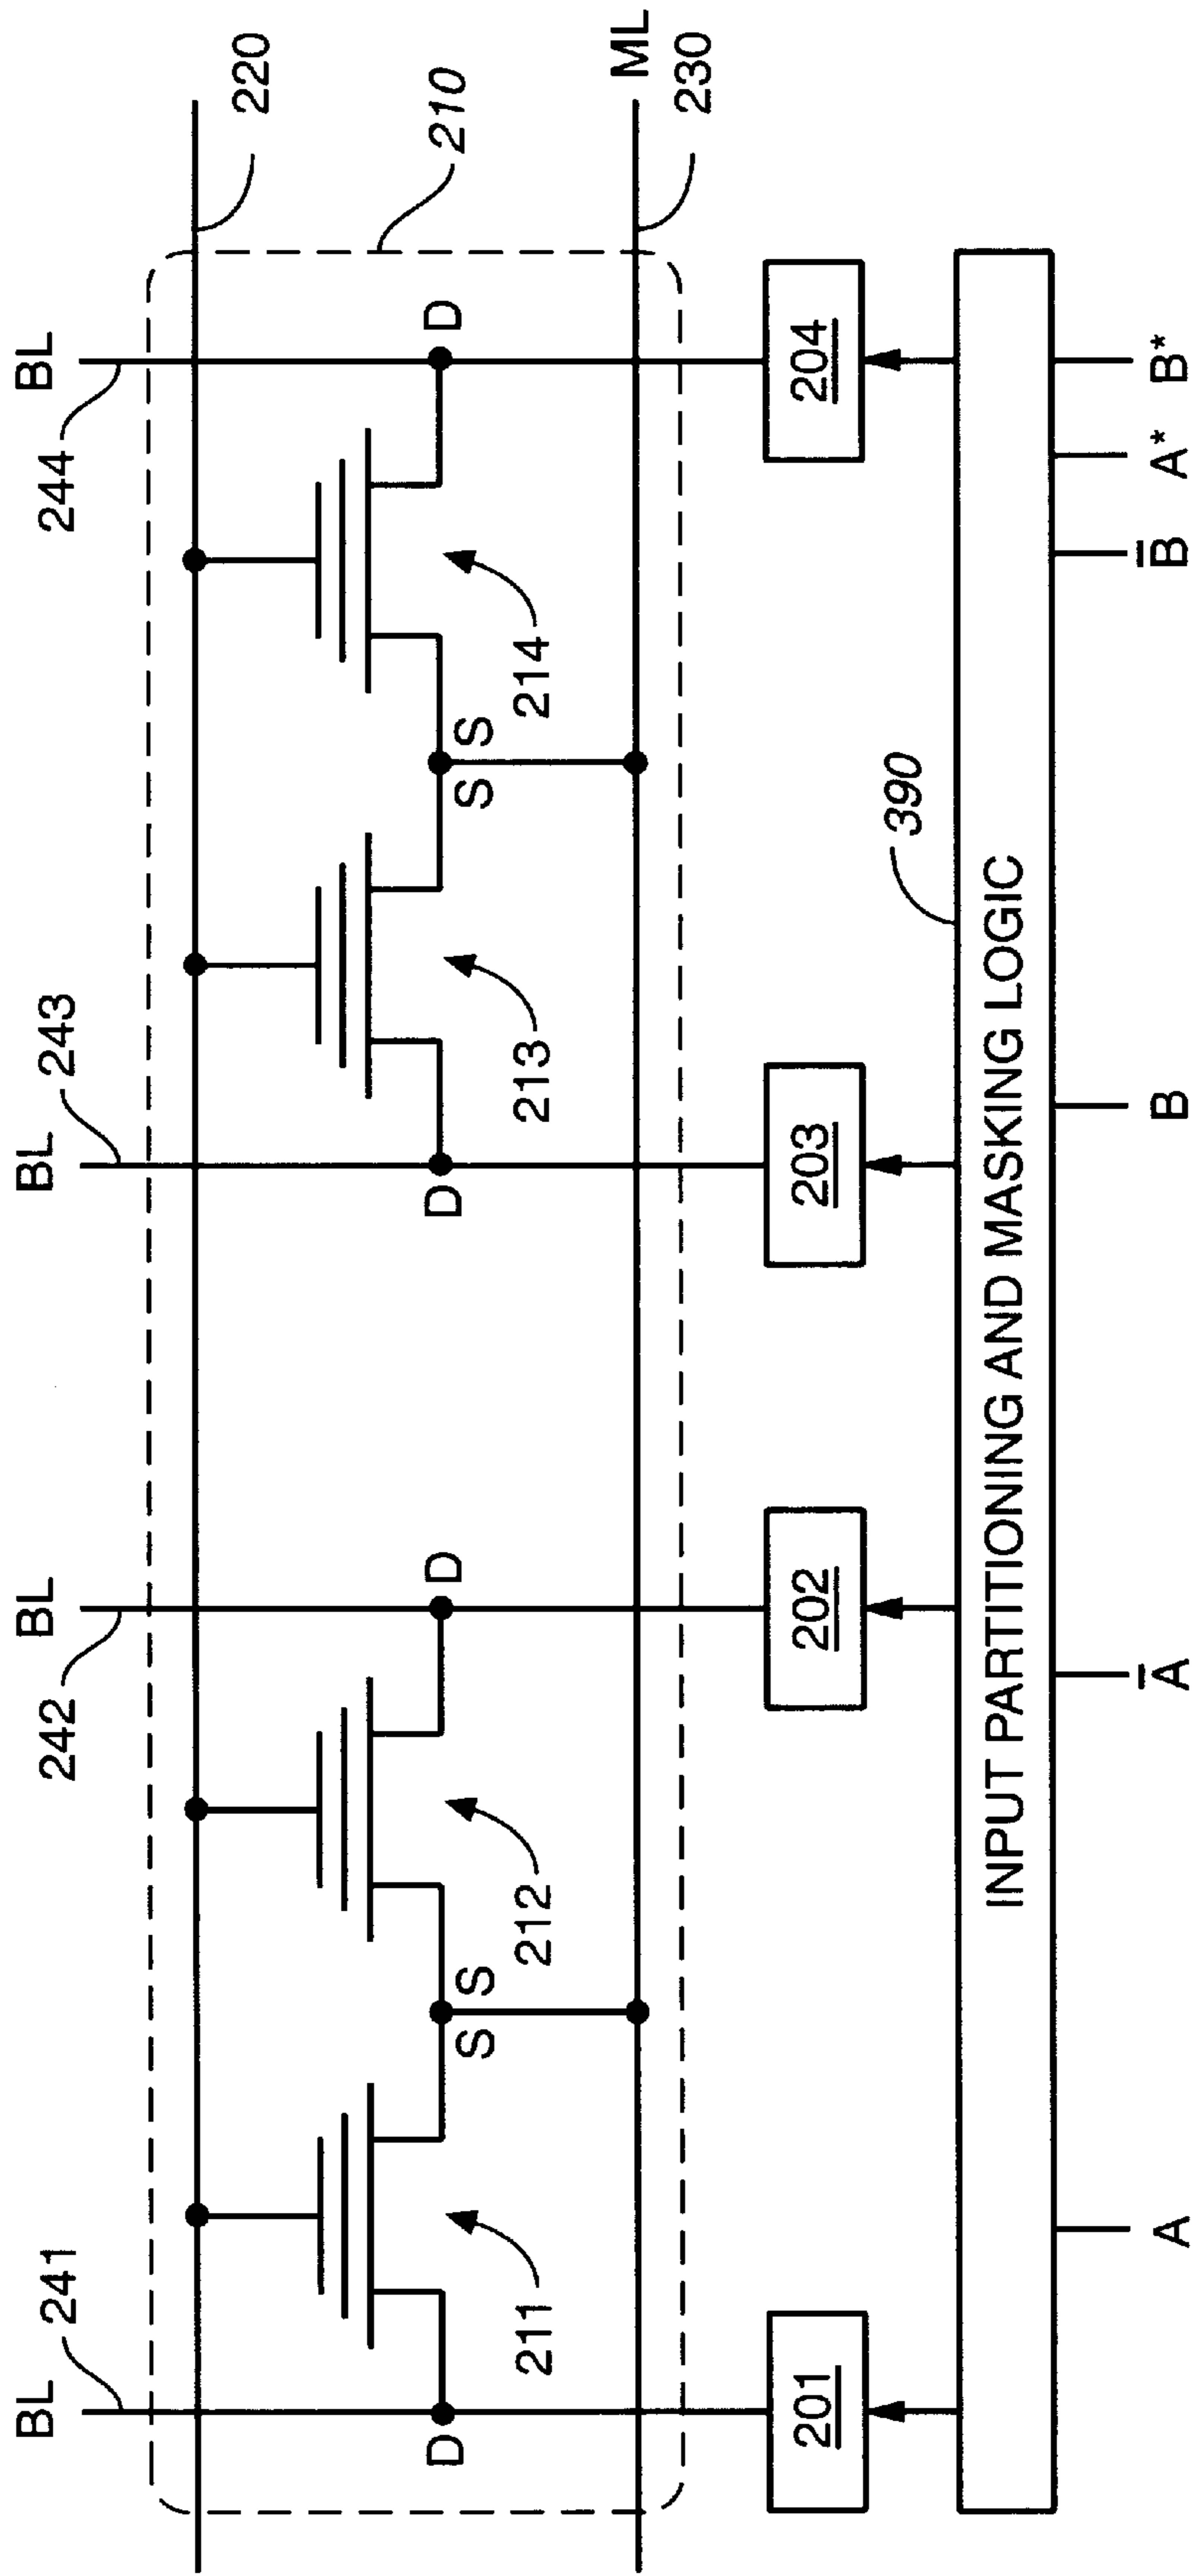 BL 241
BL 242
BL 243
BL 244
220
210
211
212
213
214
D
S S
D
D
S S
D
ML
230
201
202
203
204
390
INPUT PARTITIONING AND MASKING LOGIC
A
A̅
B
B̅
A*
B*